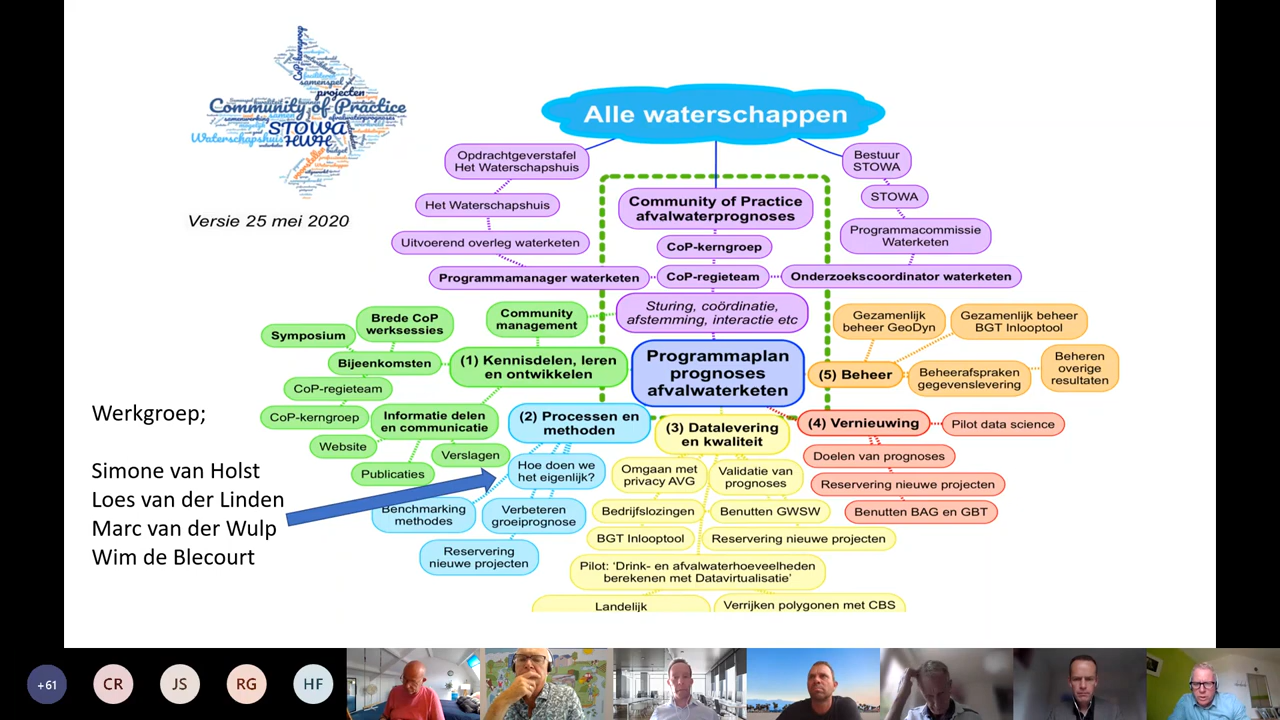 CoP-kerngroep
samenspel
projecten
Community of Practice
STOWA
Waterschapshuis
HWH
Versie 25 mei 2020
Alle waterschappen
Opdrachtgeverstafel
Het Waterschapshuis
Het Waterschapshuis
Uitvoerend overleg waterketen
Programmamanager waterketen
Community of Practice
afvalwaterprognoses
CoP-kerngroep
CoP-regieteam
Sturing, coördinatie,
afstemming, interactie etc
Bestuur
STOWA
STOWA
Programmacommissie
Waterketen
Onderzoekscoordinator waterketen
Programmaplan
prognoses
afvalwaterketen
(1) Kennisdelen, leren
en ontwikkelen
Community
management
Brede CoP
werksessies
Symposium
Bijeenkomsten
CoP-regieteam
CoP-kerngroep
Informatie delen
en communicatie
Website
Verslagen
Publicaties
(2) Processen en
methoden
Hoe doen we
het eigenlijk?
Benchmarking
methodes
Verbeteren
groeiprognose
Reservering
nieuwe projecten
(3) Datalevering
en kwaliteit
Omgaan met
privacy AVG
Validatie van
prognoses
Bedrijfslozingen
Benutten GWSW
BGT Inlooptool
Reservering nieuwe projecten
Pilot: ‘Drink- en afvalwaterhoeveelheden
berekenen met Datavirtualisatie’
Landelijk
Verrijken polygonen met CBS
(4) Vernieuwing
Pilot data science
Doelen van prognoses
Reservering nieuwe projecten
Benutten BAG en GBT
(5) Beheer
Gezamenlijk
beheer GeoDyn
Gezamenlijk beheer
BGT Inlooptool
Beheerafspraken
gegevenslevering
Beheren
overige
resultaten
Werkgroep;
Simone van Holst
Loes van der Linden
Marc van der Wulp
Wim de Blecourt
+61
CR
JS
RG
HF